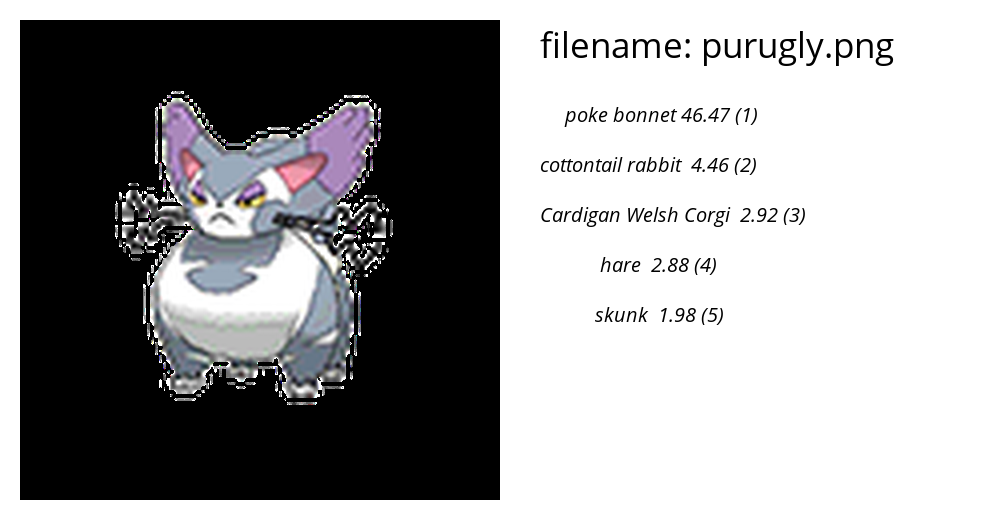 filename: purugly.png
poke bonnet 46.47 (1)
cottontail rabbit 4.46 (2)
Cardigan Welsh Corgi 2.92 (3)
hare 2.88 (4)
skunk 1.98 (5)